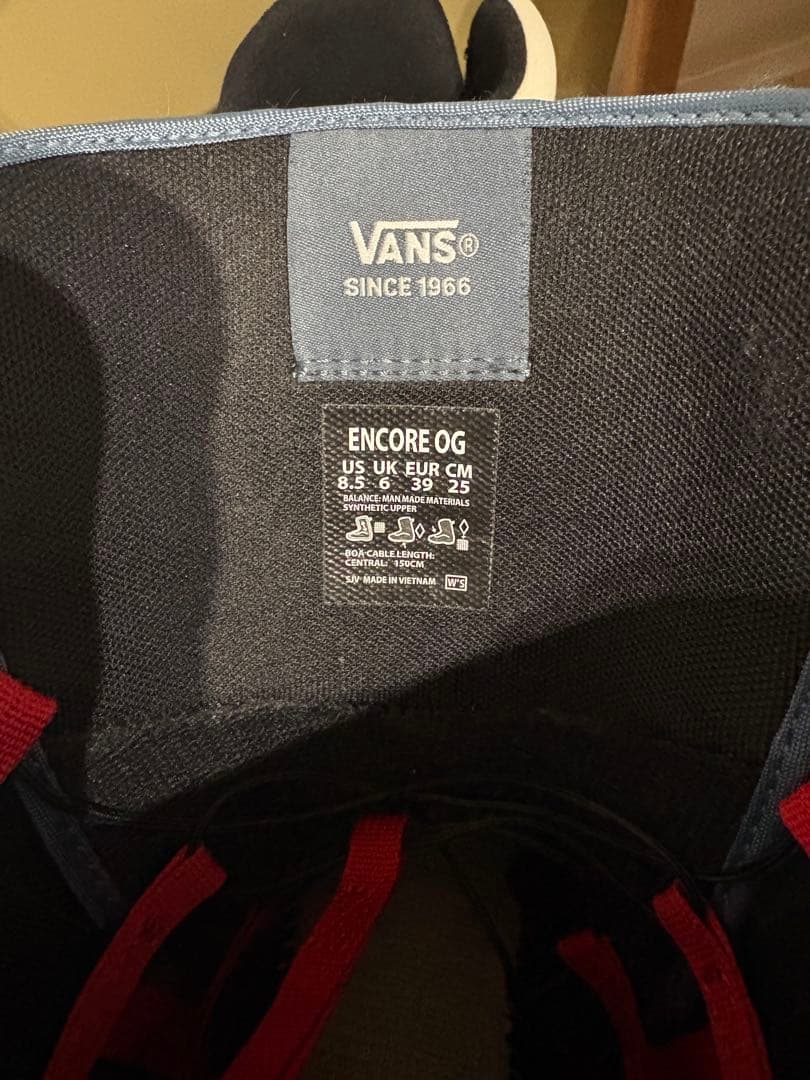 VANS®
SINCE 1966
ENCORE OG
US UK EUR CM
8.5 6 39 25
BALANCE: MAN MADE MATERIALS
SYNTHETIC UPPER
BOA CABLE LENGTH:
CENTRAL: 150CM
SJV MADE IN VIETNAM W'S